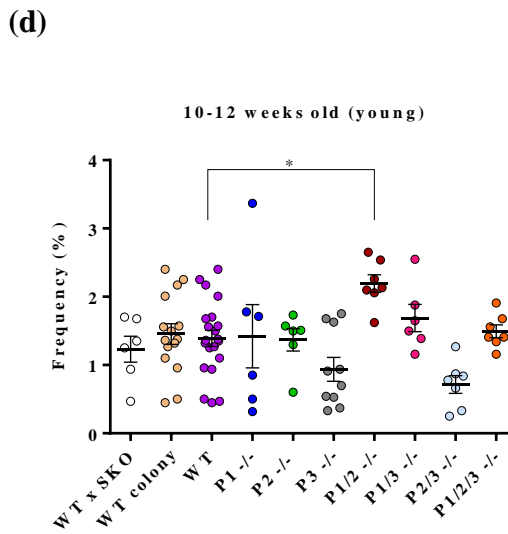 (d)
10-12 weeks old (young)
*
4
3
2
1
0
Frequency (%)
WT x SKO
WT colony
WT
P1 -/-
P2 -/-
P3 -/-
P1/2 -/-
P1/3 -/-
P2/3 -/-
P1/2/3 -/-